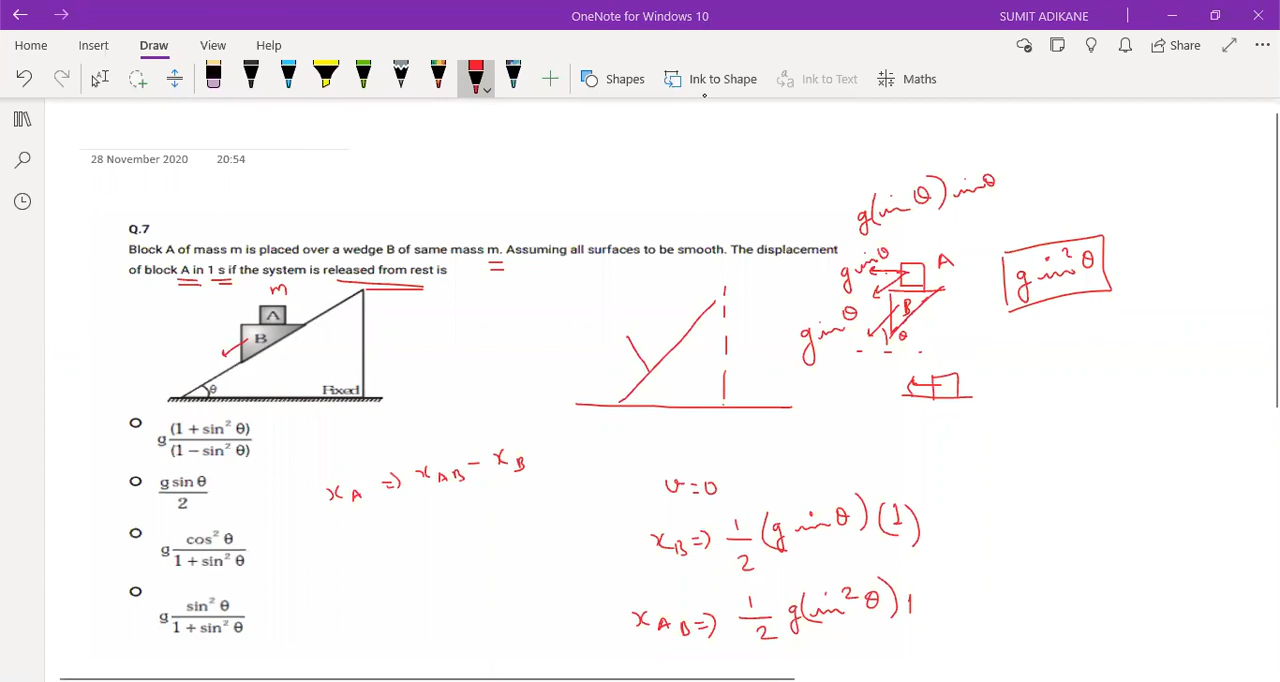 OneNote for Windows 10
SUMIT ADIKANE
Home Insert Draw View Help
Share
Shapes
Ink to Shape
Ink to Text
Maths
28 November 2020 20:54
Q.7
Block A of mass m is placed over a wedge B of same mass m. Assuming all surfaces to be smooth. The displacement
of block A in 1 s if the system is released from rest is
m
A
B
θ
Fixed
g (1 + sin² θ) / (1 − sin² θ)
g sin θ / 2
g cos² θ / 1 + sin² θ
g sin² θ / 1 + sin² θ
g(sin θ) sin θ
g sin θ
A
g sin² θ
B
g sin θ
θ
x_A ⇒ x_AB − x_B
v = 0
x_B ⇒ 1/2 (g sin θ) (1)
x_AB ⇒ 1/2 g(sin² θ) 1